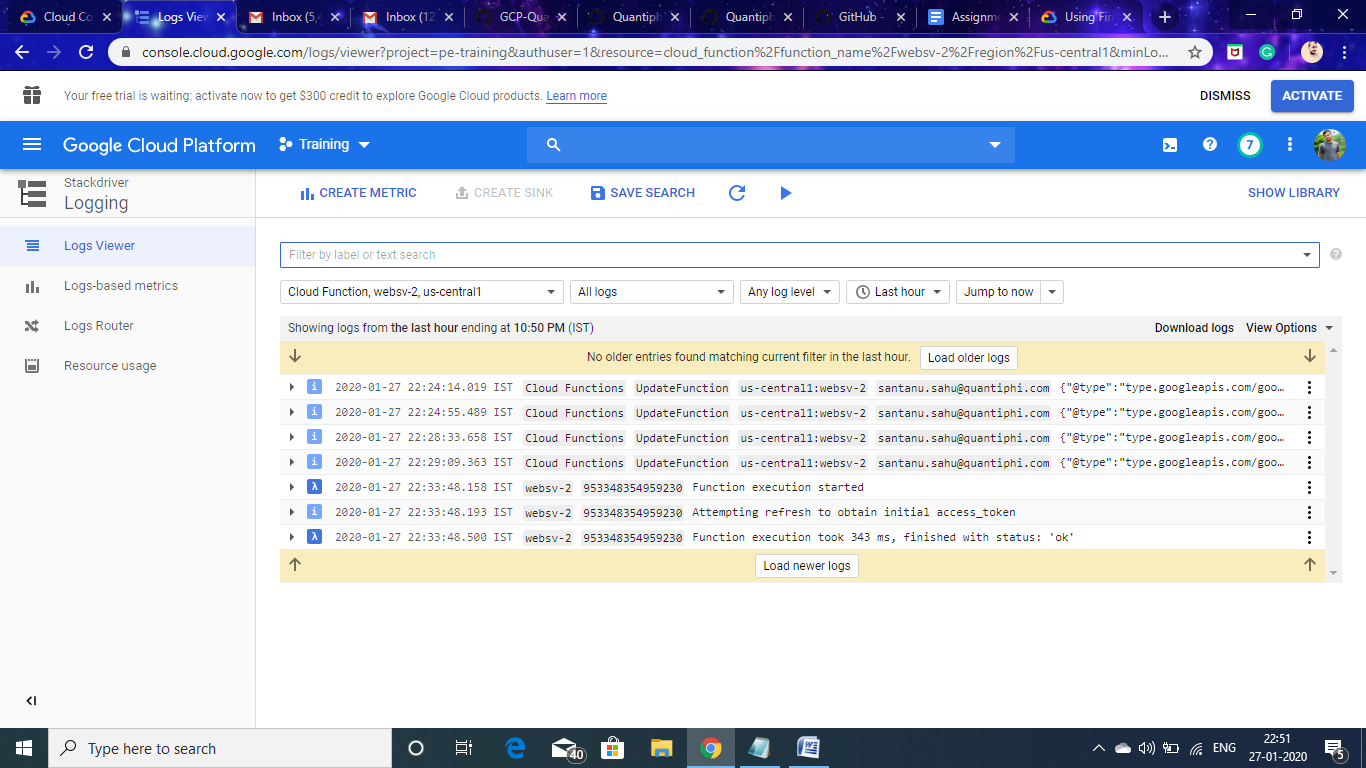 Cloud Co
Logs View
Inbox (5,4
Inbox (12
GCP-Qua
Quantiph
Quantiph
GitHub -
Assignme
Using Fir
console.cloud.google.com/logs/viewer?project=pe-training&authuser=1&resource=cloud_function%2Ffunction_name%2Fwebsv-2%2Fregion%2Fus-central1&minLo...
Your free trial is waiting: activate now to get $300 credit to explore Google Cloud products. Learn more
DISMISS
ACTIVATE
Google Cloud Platform
Training
7
Stackdriver
Logging
CREATE METRIC
CREATE SINK
SAVE SEARCH
SHOW LIBRARY
Logs Viewer
Logs-based metrics
Logs Router
Resource usage
Filter by label or text search
Cloud Function, websv-2, us-central1
All logs
Any log level
Last hour
Jump to now
Showing logs from the last hour ending at 10:50 PM (IST)
Download logs
View Options
No older entries found matching current filter in the last hour.
Load older logs
2020-01-27 22:24:14.019 IST Cloud Functions UpdateFunction us-central1:websv-2 santanu.sahu@quantiphi.com {"@type":"type.googleapis.com/goo…
2020-01-27 22:24:55.489 IST Cloud Functions UpdateFunction us-central1:websv-2 santanu.sahu@quantiphi.com {"@type":"type.googleapis.com/goo…
2020-01-27 22:28:33.658 IST Cloud Functions UpdateFunction us-central1:websv-2 santanu.sahu@quantiphi.com {"@type":"type.googleapis.com/goo…
2020-01-27 22:29:09.363 IST Cloud Functions UpdateFunction us-central1:websv-2 santanu.sahu@quantiphi.com {"@type":"type.googleapis.com/goo…
2020-01-27 22:33:48.158 IST websv-2 953348354959230 Function execution started
2020-01-27 22:33:48.193 IST websv-2 953348354959230 Attempting refresh to obtain initial access_token
2020-01-27 22:33:48.500 IST websv-2 953348354959230 Function execution took 343 ms, finished with status: 'ok'
Load newer logs
Type here to search
40
ENG
22:51
27-01-2020
5